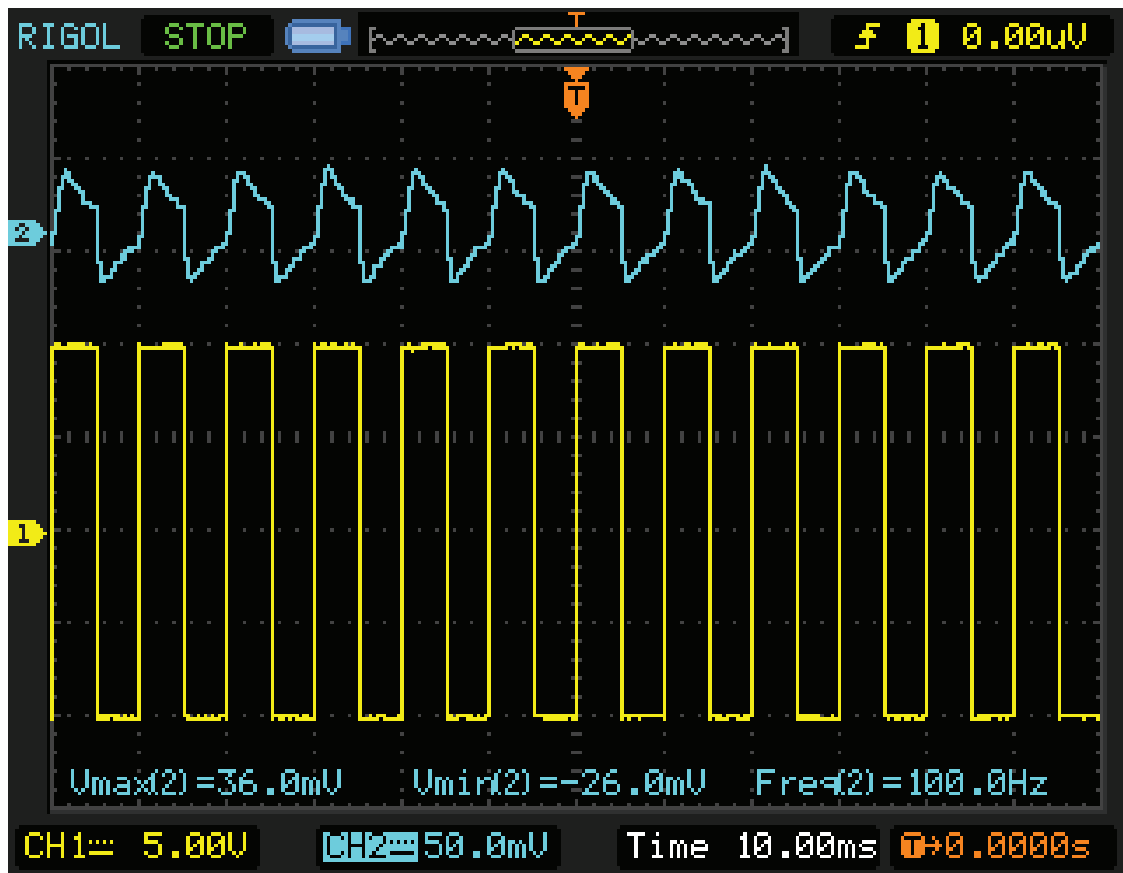 RIGOL STOP T 1 0.00uV
T
2
1
Vmax(2)=36.0mV Vmin(2)=-26.0mV Freq(2)=100.0Hz
CH1 5.00V CH2 50.0mV Time 10.00ms T→0.0000s